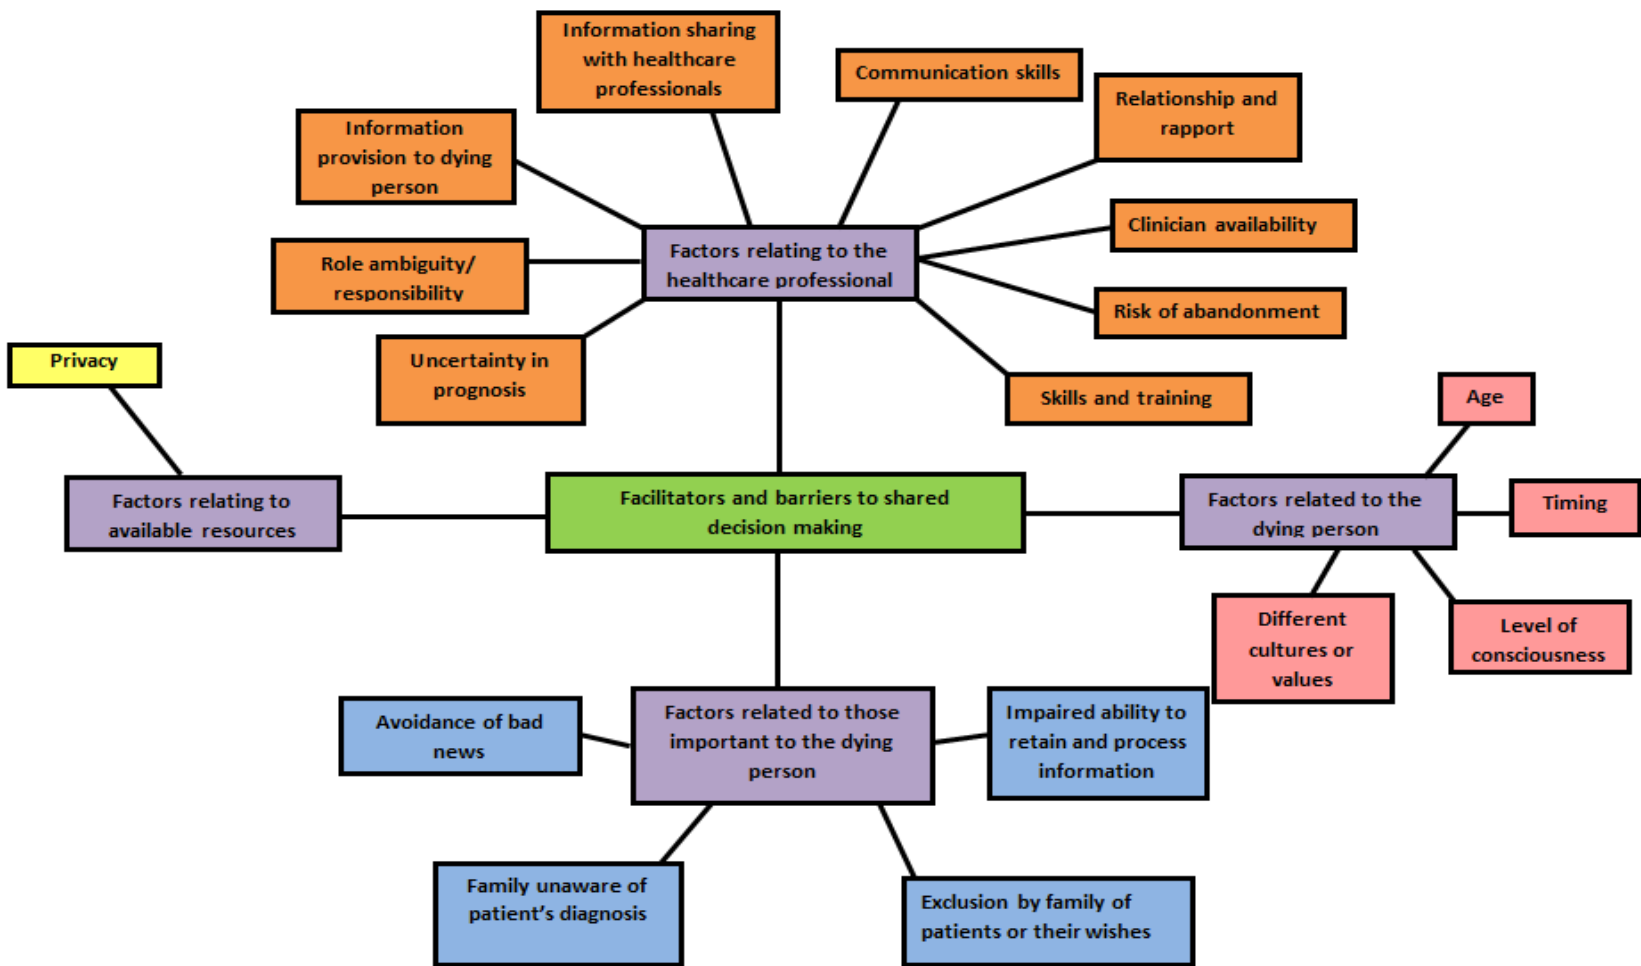 Information sharing
with healthcare
professionals
Communication skills
Relationship and
rapport
Information
provision to dying
person
Clinician availability
Factors relating to the
healthcare professional
Role ambiguity/
responsibility
Risk of abandonment
Privacy
Uncertainty in
prognosis
Skills and training
Age
Factors relating to
available resources
Facilitators and barriers to shared
decision making
Factors related to the
dying person
Timing
Different
cultures or
values
Level of
consciousness
Avoidance of bad
news
Factors related to those
important to the dying
person
Impaired ability to
retain and process
information
Family unaware of
patient’s diagnosis
Exclusion by family of
patients or their wishes